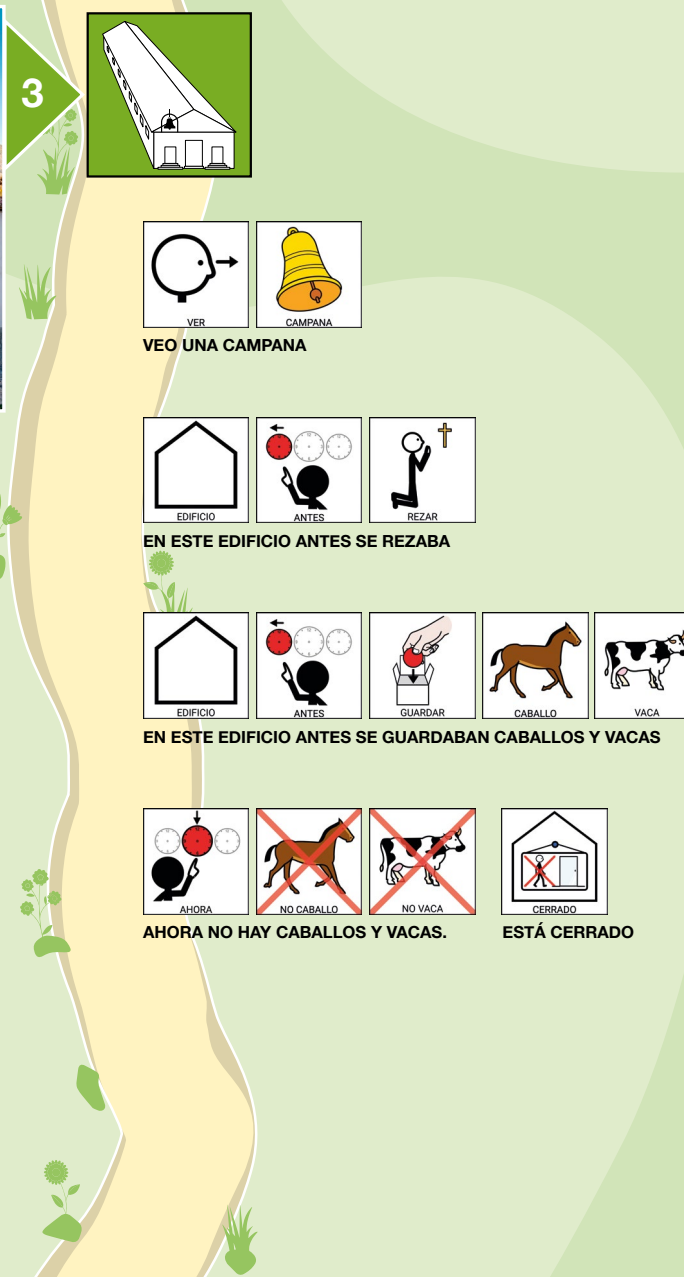 3
VER CAMPANA
VEO UNA CAMPANA
EDIFICIO ANTES REZAR
EN ESTE EDIFICIO ANTES SE REZABA
EDIFICIO ANTES GUARDAR CABALLO VACA
EN ESTE EDIFICIO ANTES SE GUARDABAN CABALLOS Y VACAS
AHORA NO CABALLO NO VACA CERRADO
AHORA NO HAY CABALLOS Y VACAS. ESTÁ CERRADO